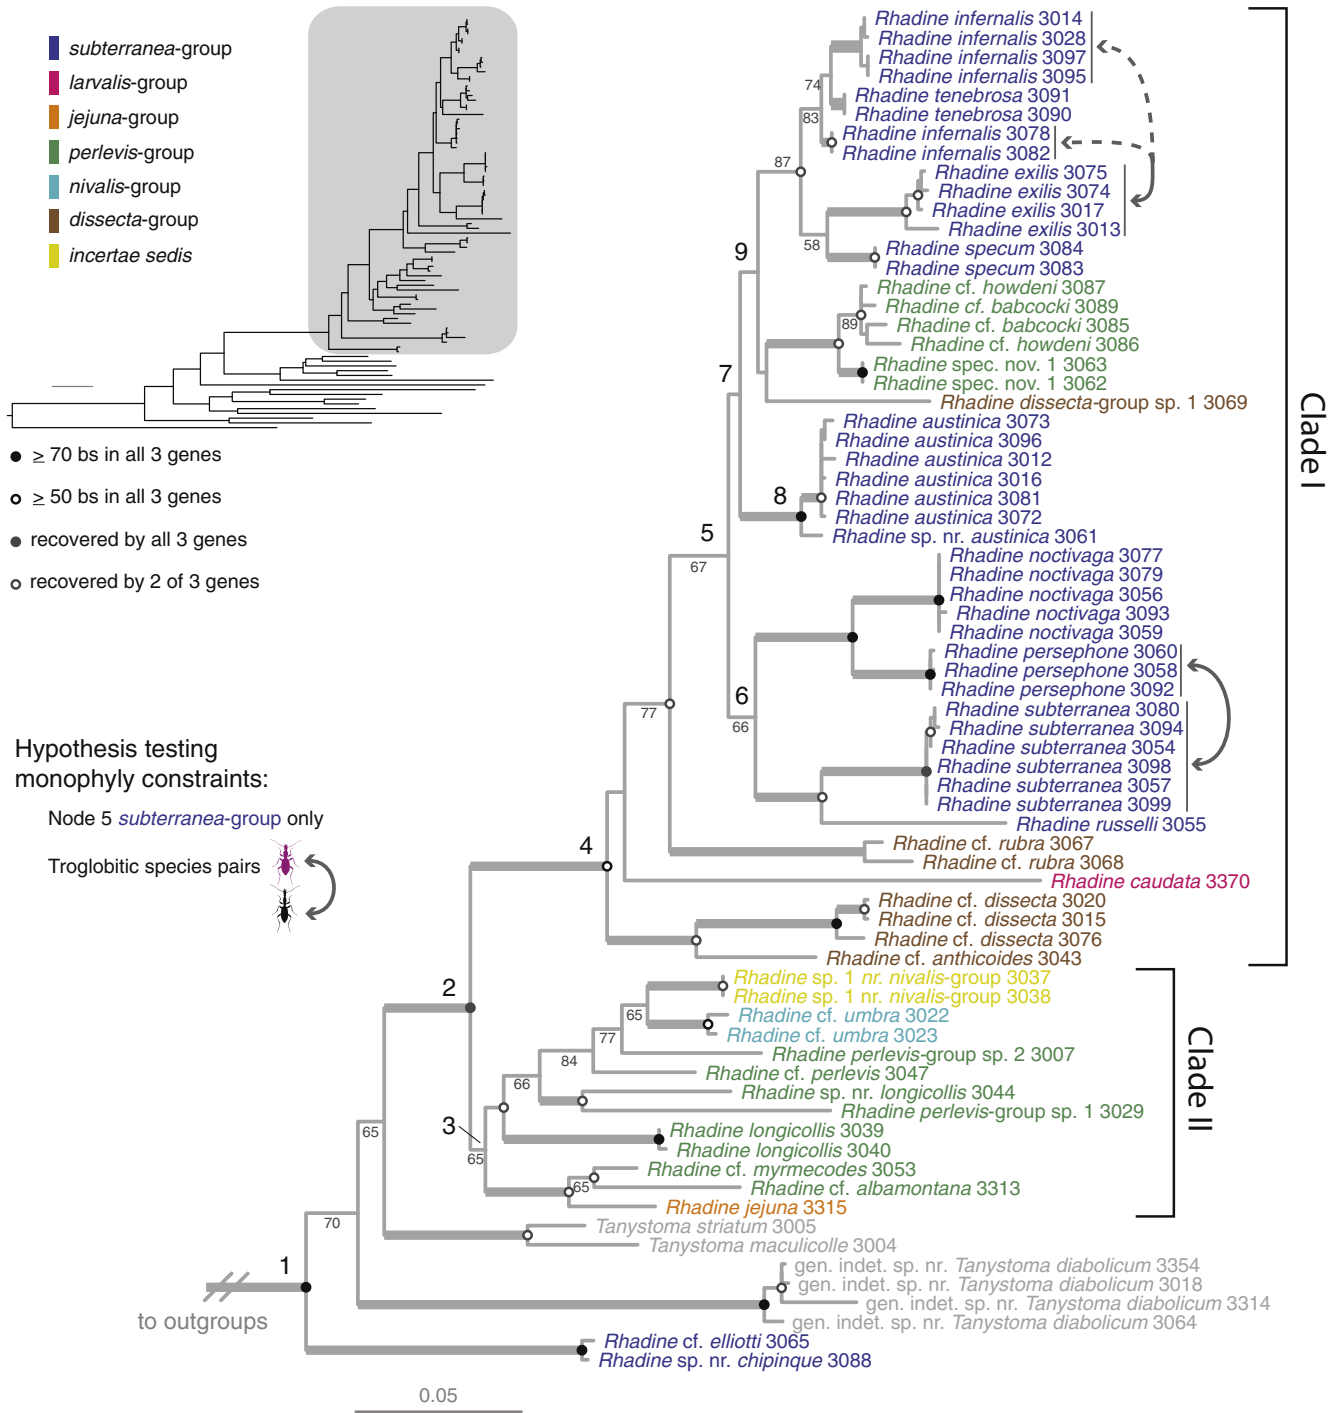 subterranea-group
larvalis-group
jejuna-group
perlevis-group
nivalis-group
dissecta-group
incertae sedis
≥ 70 bs in all 3 genes
≥ 50 bs in all 3 genes
recovered by all 3 genes
recovered by 2 of 3 genes
Hypothesis testing
monophyly constraints:
Node 5 subterranea-group only
Troglobitic species pairs
Rhadine infernalis 3014
Rhadine infernalis 3028
Rhadine infernalis 3097
Rhadine infernalis 3095
74
Rhadine tenebrosa 3091
Rhadine tenebrosa 3090
83
Rhadine infernalis 3078
Rhadine infernalis 3082
87
Rhadine exilis 3075
Rhadine exilis 3074
Rhadine exilis 3017
Rhadine exilis 3013
58
Rhadine specum 3084
Rhadine specum 3083
9
Rhadine cf. howdeni 3087
Rhadine cf. babcocki 3089
89
Rhadine cf. babcocki 3085
Rhadine cf. howdeni 3086
Rhadine spec. nov. 1 3063
Rhadine spec. nov. 1 3062
7
Rhadine dissecta-group sp. 1 3069
Rhadine austinica 3073
Rhadine austinica 3096
Rhadine austinica 3012
Rhadine austinica 3016
8
Rhadine austinica 3081
Rhadine austinica 3072
Rhadine sp. nr. austinica 3061
5
67
Rhadine noctivaga 3077
Rhadine noctivaga 3079
Rhadine noctivaga 3056
Rhadine noctivaga 3093
Rhadine noctivaga 3059
Rhadine persephone 3060
Rhadine persephone 3058
Rhadine persephone 3092
6
66
77
Rhadine subterranea 3080
Rhadine subterranea 3094
Rhadine subterranea 3054
Rhadine subterranea 3098
Rhadine subterranea 3057
Rhadine subterranea 3099
Rhadine russelli 3055
4
Rhadine cf. rubra 3067
Rhadine cf. rubra 3068
Rhadine caudata 3370
Rhadine cf. dissecta 3020
Rhadine cf. dissecta 3015
Rhadine cf. dissecta 3076
Rhadine cf. anthicoides 3043
Clade I
2
Rhadine sp. 1 nr. nivalis-group 3037
Rhadine sp. 1 nr. nivalis-group 3038
65
Rhadine cf. umbra 3022
Rhadine cf. umbra 3023
77
Rhadine perlevis-group sp. 2 3007
84
Rhadine cf. perlevis 3047
66
Rhadine sp. nr. longicollis 3044
Rhadine perlevis-group sp. 1 3029
3
65
Rhadine longicollis 3039
Rhadine longicollis 3040
Rhadine cf. myrmecodes 3053
65
Rhadine cf. albamontana 3313
Rhadine jejuna 3315
Clade II
65
Tanystoma striatum 3005
Tanystoma maculicolle 3004
70
1
gen. indet. sp. nr. Tanystoma diabolicum 3354
gen. indet. sp. nr. Tanystoma diabolicum 3018
gen. indet. sp. nr. Tanystoma diabolicum 3314
gen. indet. sp. nr. Tanystoma diabolicum 3064
to outgroups
Rhadine cf. elliotti 3065
Rhadine sp. nr. chipinque 3088
0.05